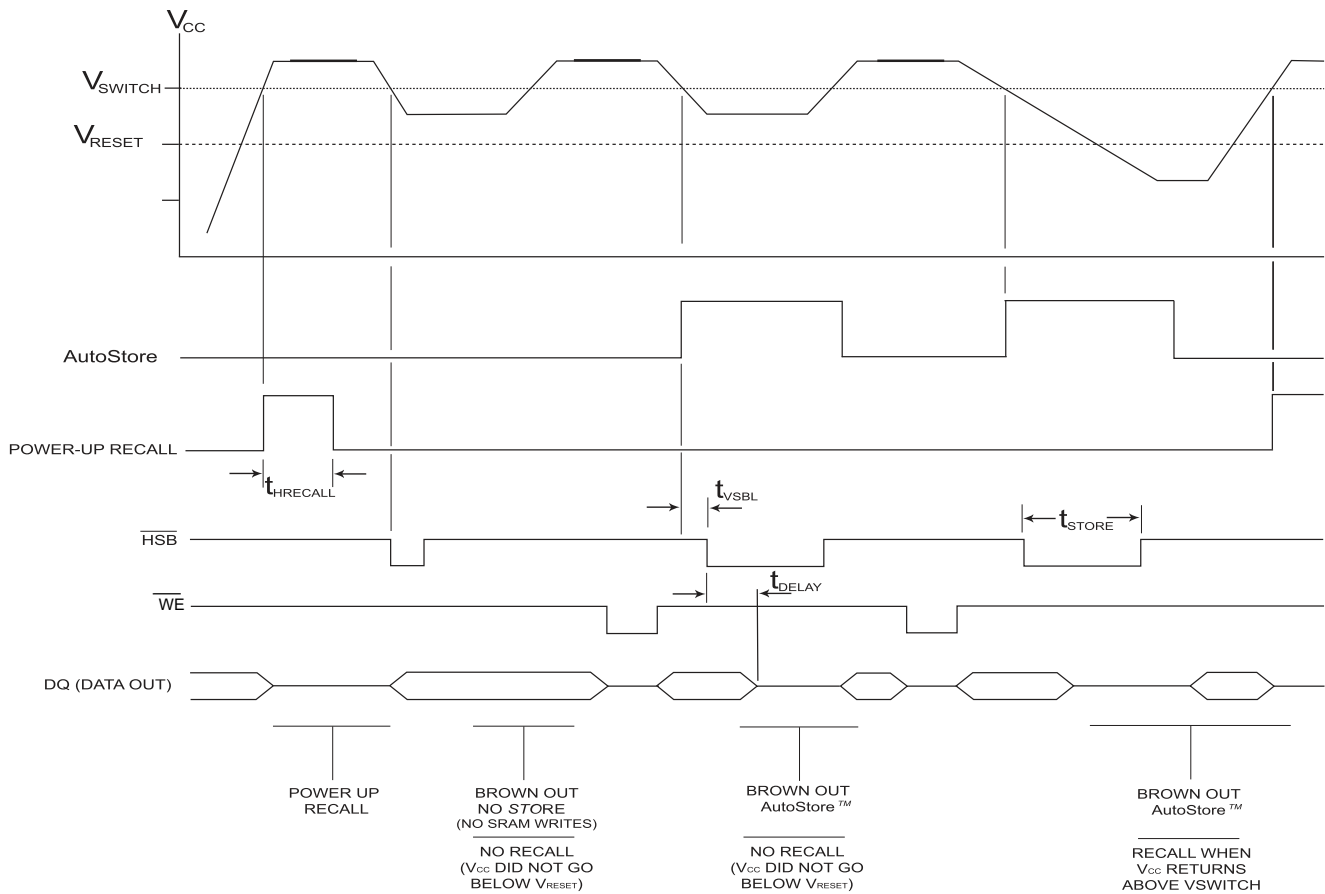 VCC
VSWITCH
VRESET
AutoStore
POWER-UP RECALL
tHRECALL
tVSBL
tSTORE
HSB
tDELAY
WE
DQ (DATA OUT)
POWER UP
RECALL
BROWN OUT
NO STORE
(NO SRAM WRITES)
NO RECALL
(VCC DID NOT GO
BELOW VRESET)
BROWN OUT
AutoStore™
NO RECALL
(VCC DID NOT GO
BELOW VRESET)
BROWN OUT
AutoStore™
RECALL WHEN
VCC RETURNS
ABOVE VSWITCH